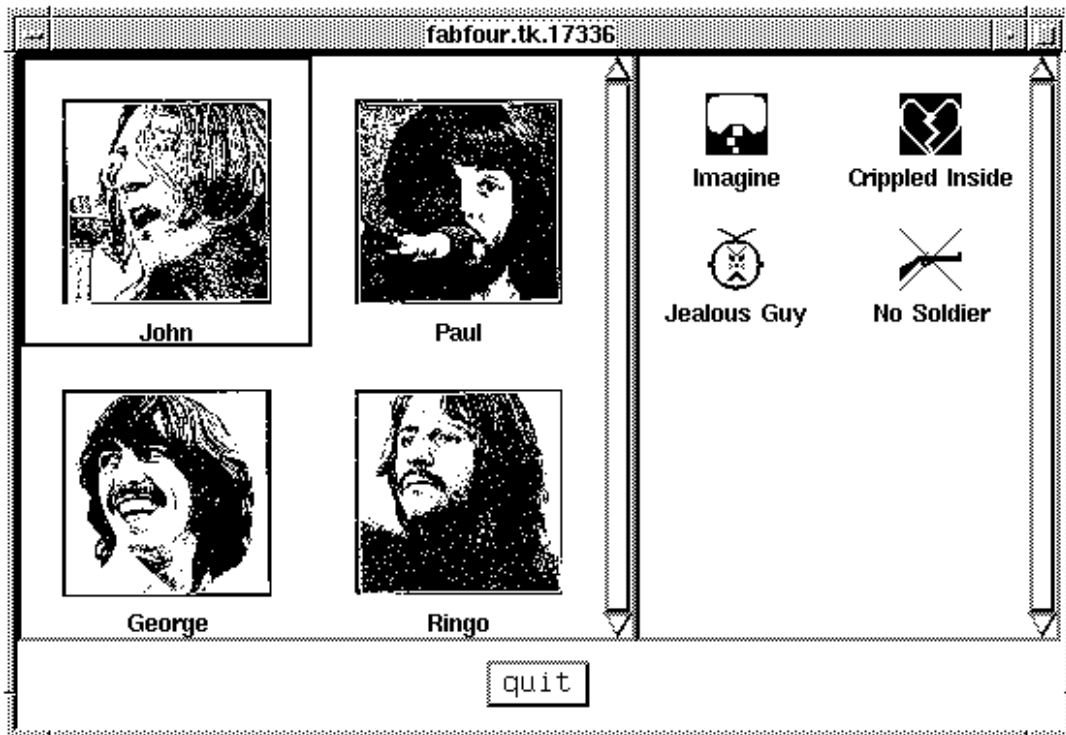 fabfour.tk.17336
John
Paul
George
Ringo
Imagine
Crippled Inside
Jealous Guy
No Soldier
quit